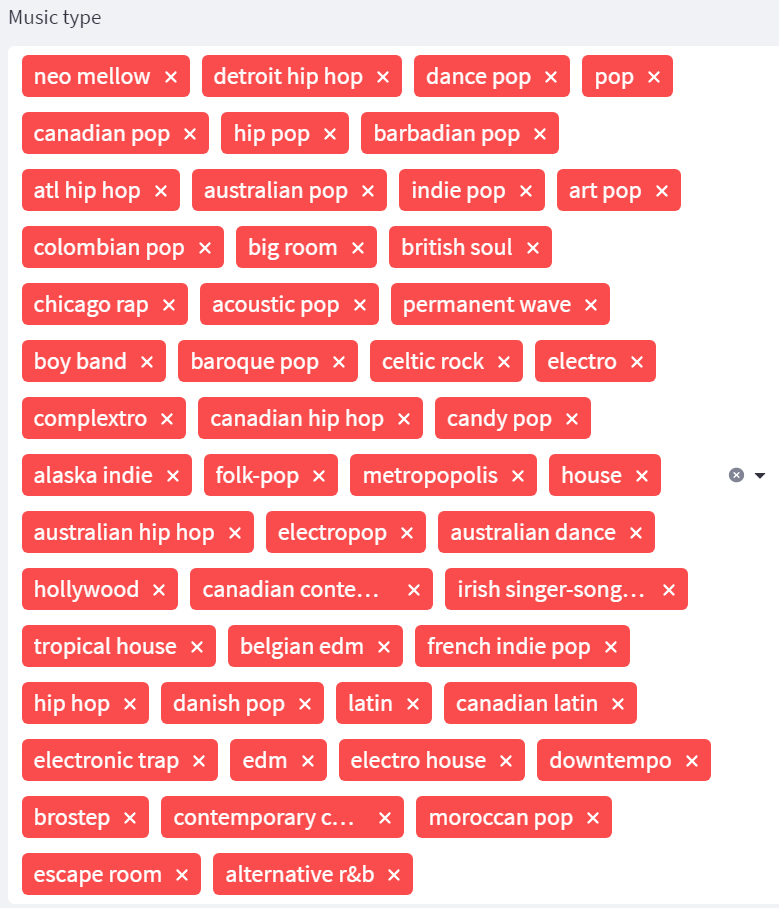 Music type
neo mellow × detroit hip hop × dance pop × pop ×
canadian pop × hip pop × barbadian pop ×
atl hip hop × australian pop × indie pop × art pop ×
colombian pop × big room × british soul ×
chicago rap × acoustic pop × permanent wave ×
boy band × baroque pop × celtic rock × electro ×
complextro × canadian hip hop × candy pop ×
alaska indie × folk-pop × metropopolis × house ×
australian hip hop × electropop × australian dance ×
hollywood × canadian conte... × irish singer-song... ×
tropical house × belgian edm × french indie pop ×
hip hop × danish pop × latin × canadian latin ×
electronic trap × edm × electro house × downtempo ×
brostep × contemporary c... × moroccan pop ×
escape room × alternative r&b ×